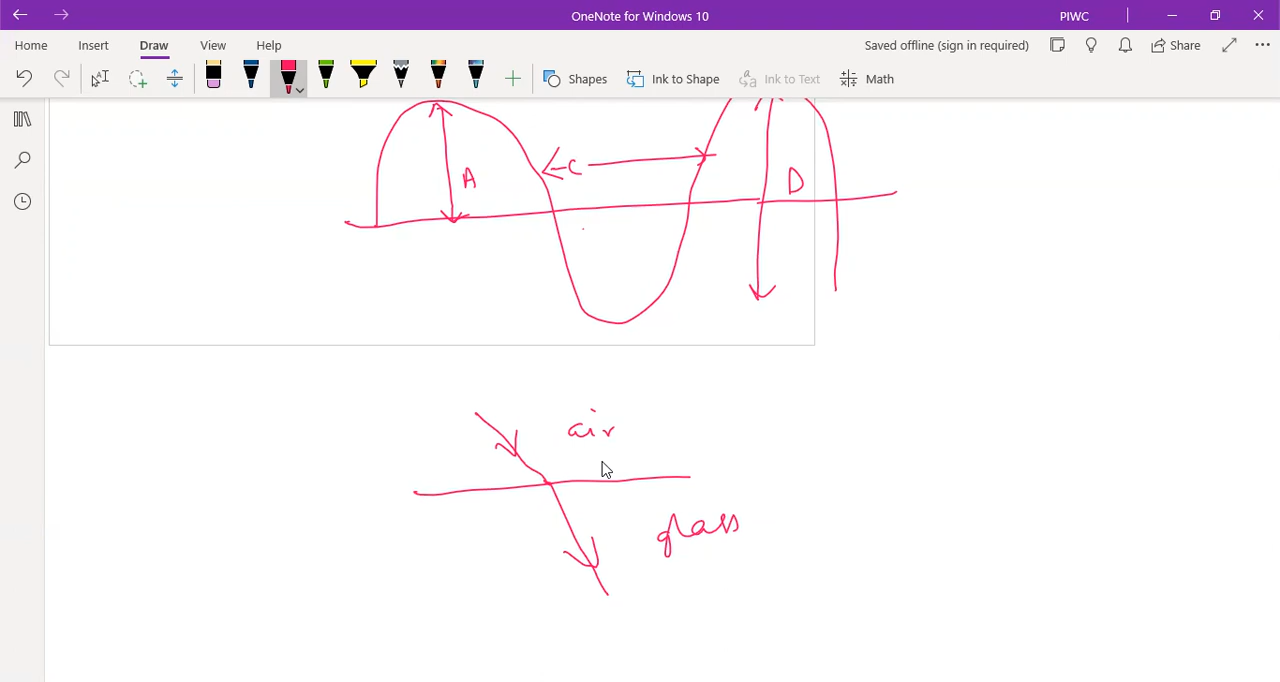 OneNote for Windows 10
PIWC
Home Insert Draw View Help
Saved offline (sign in required) Share
Shapes Ink to Shape Ink to Text Math
A
C
D
air
glass